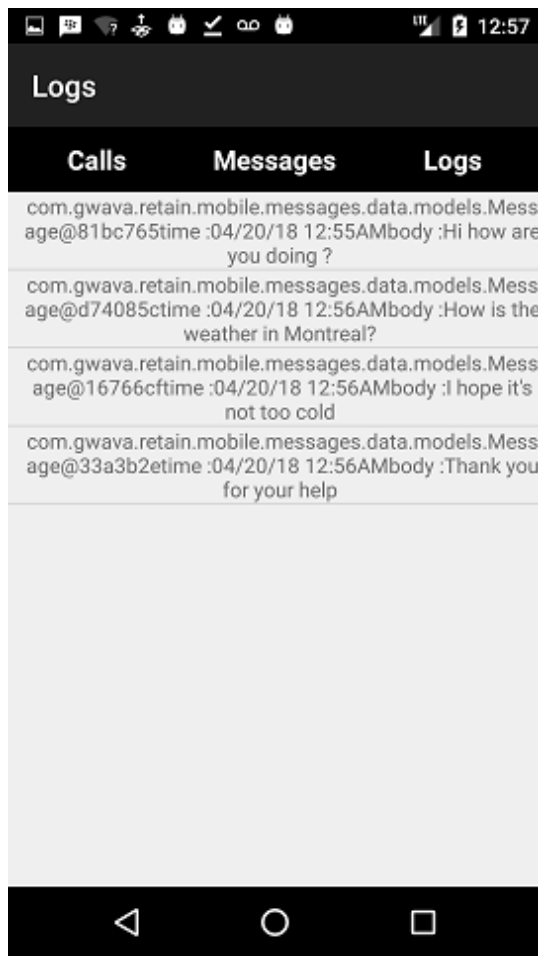 LTE 12:57
Logs
Calls Messages Logs
com.gwava.retain.mobile.messages.data.models.Mess
age@81bc765time :04/20/18 12:55AMbody :Hi how are
you doing ?
com.gwava.retain.mobile.messages.data.models.Mess
age@d74085ctime :04/20/18 12:56AMbody :How is the
weather in Montreal?
com.gwava.retain.mobile.messages.data.models.Mess
age@16766cftime :04/20/18 12:56AMbody :I hope it's
not too cold
com.gwava.retain.mobile.messages.data.models.Mess
age@33a3b2etime :04/20/18 12:56AMbody :Thank you
for your help